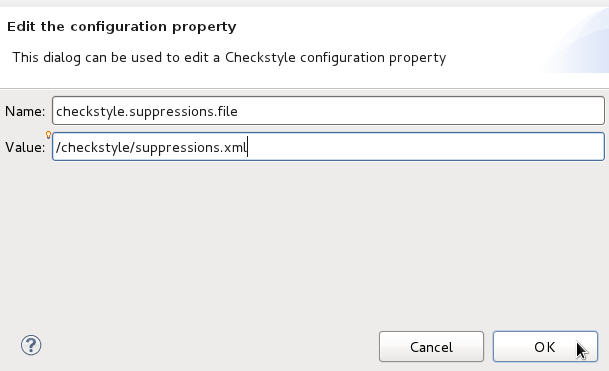 Edit the configuration property
This dialog can be used to edit a Checkstyle configuration property
Name: checkstyle.suppressions.file
Value: /checkstyle/suppressions.xml
? Cancel OK